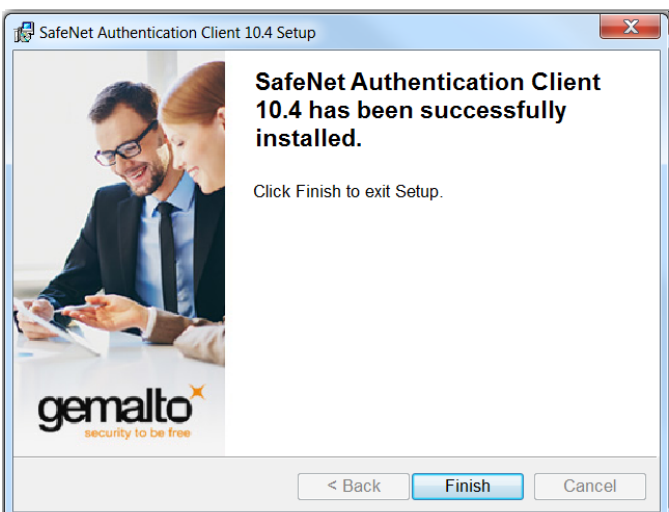 SafeNet Authentication Client 10.4 Setup
X
SafeNet Authentication Client
10.4 has been successfully
installed.
Click Finish to exit Setup.
gemalto
security to be free
< Back
Finish
Cancel